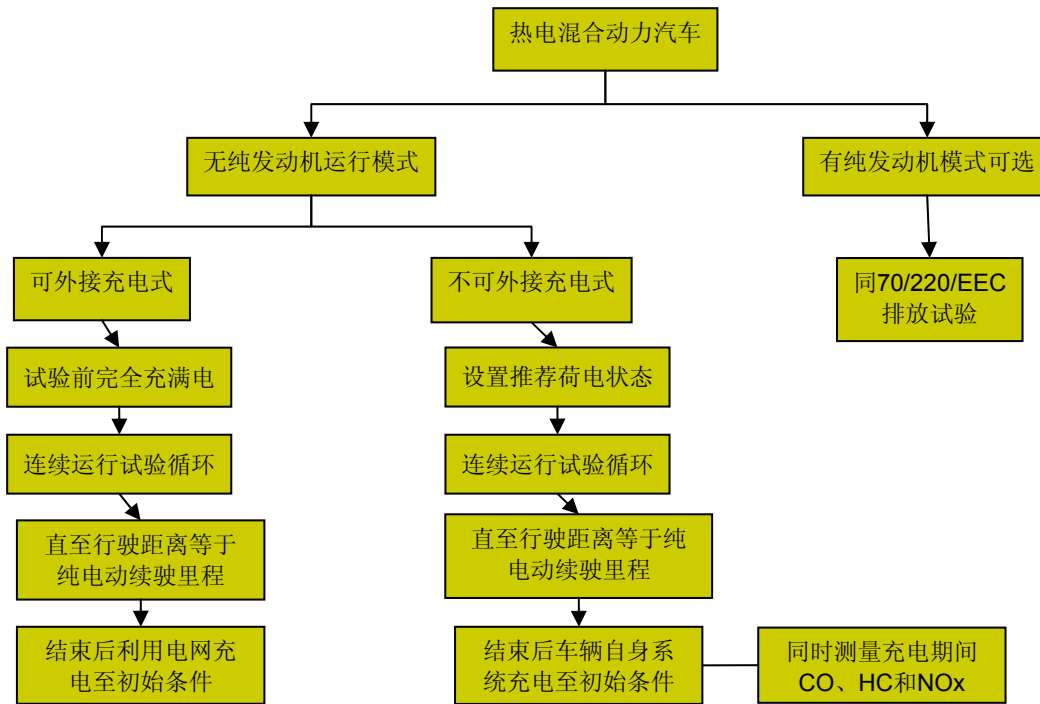 热电混合动力汽车
无纯发动机运行模式
有纯发动机模式可选
可外接充电式
不可外接充电式
同70/220/EEC
排放试验
试验前完全充满电
设置推荐荷电状态
连续运行试验循环
连续运行试验循环
直至行驶距离等于
纯电动续驶里程
直至行驶距离等于纯
电动续驶里程
结束后利用电网充
电至初始条件
结束后车辆自身系
统充电至初始条件
同时测量充电期间
CO、HC和NOx